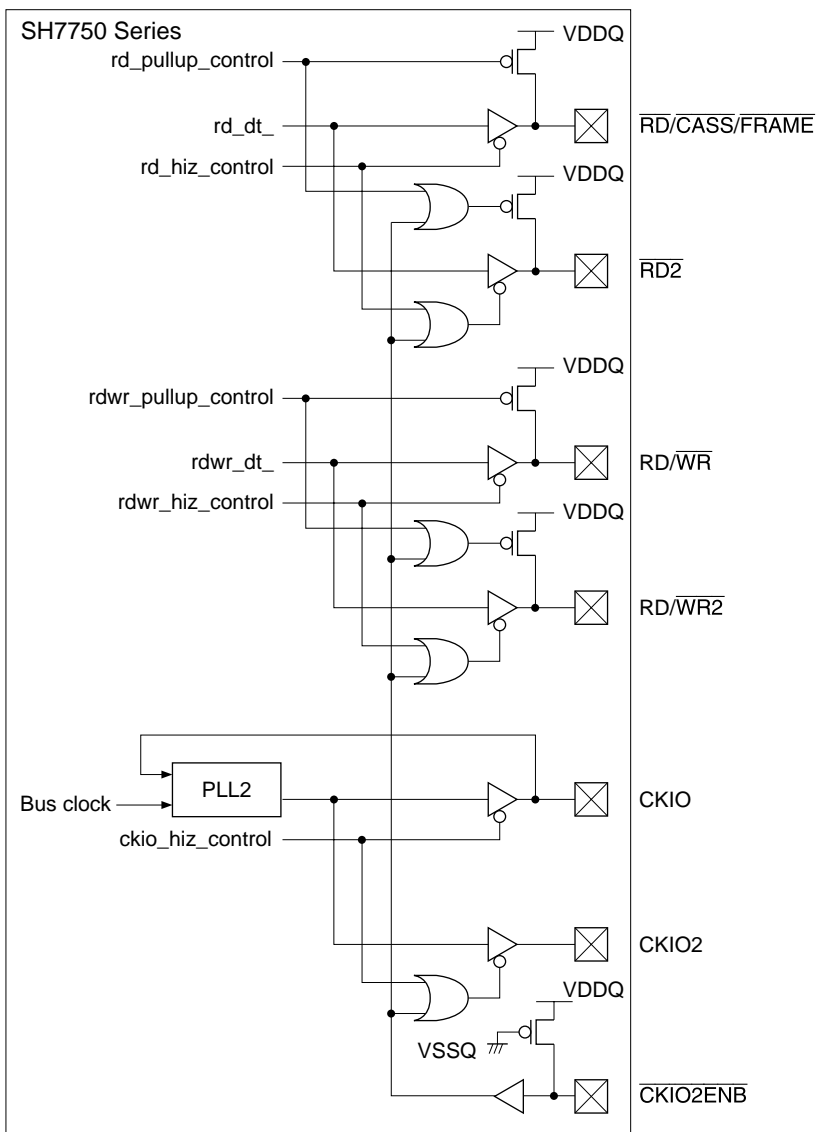 SH7750 Series
VDDQ
rd_pullup_control
rd_dt_
RD/CASS/FRAME
rd_hiz_control
VDDQ
RD2
VDDQ
rdwr_pullup_control
rdwr_dt_
RD/WR
rdwr_hiz_control
VDDQ
RD/WR2
PLL2
Bus clock
CKIO
ckio_hiz_control
CKIO2
VDDQ
VSSQ
CKIO2ENB